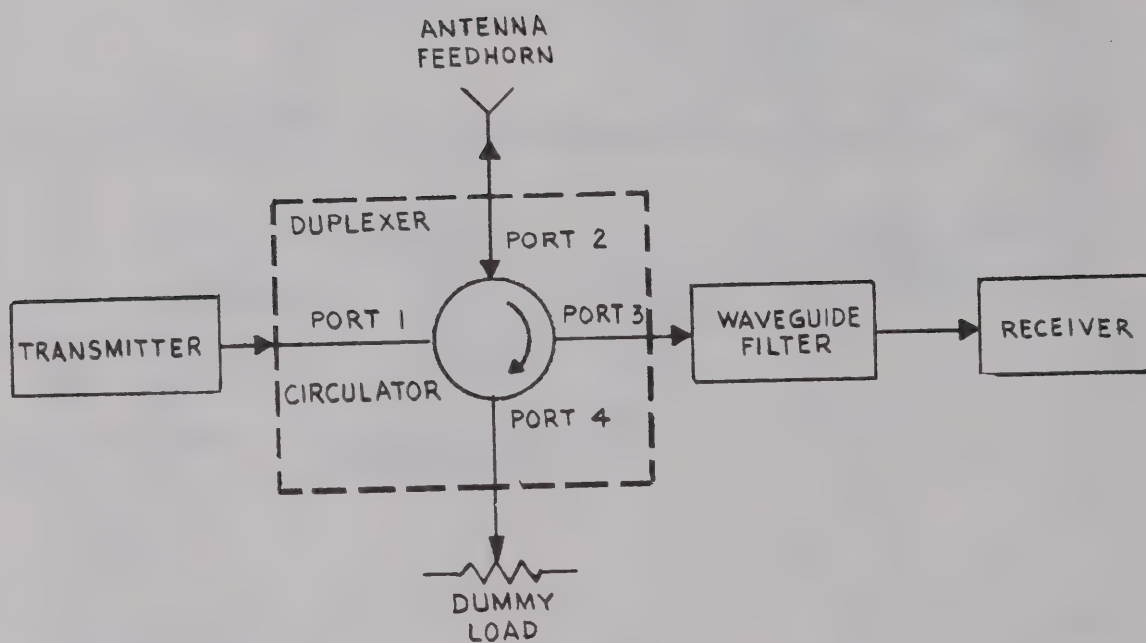 ANTENNA
FEEDHORN
DUPLEXER
PORT 2
PORT 1
PORT 3
TRANSMITTER
WAVEGUIDE
FILTER
RECEIVER
CIRCULATOR
PORT 4
DUMMY
LOAD